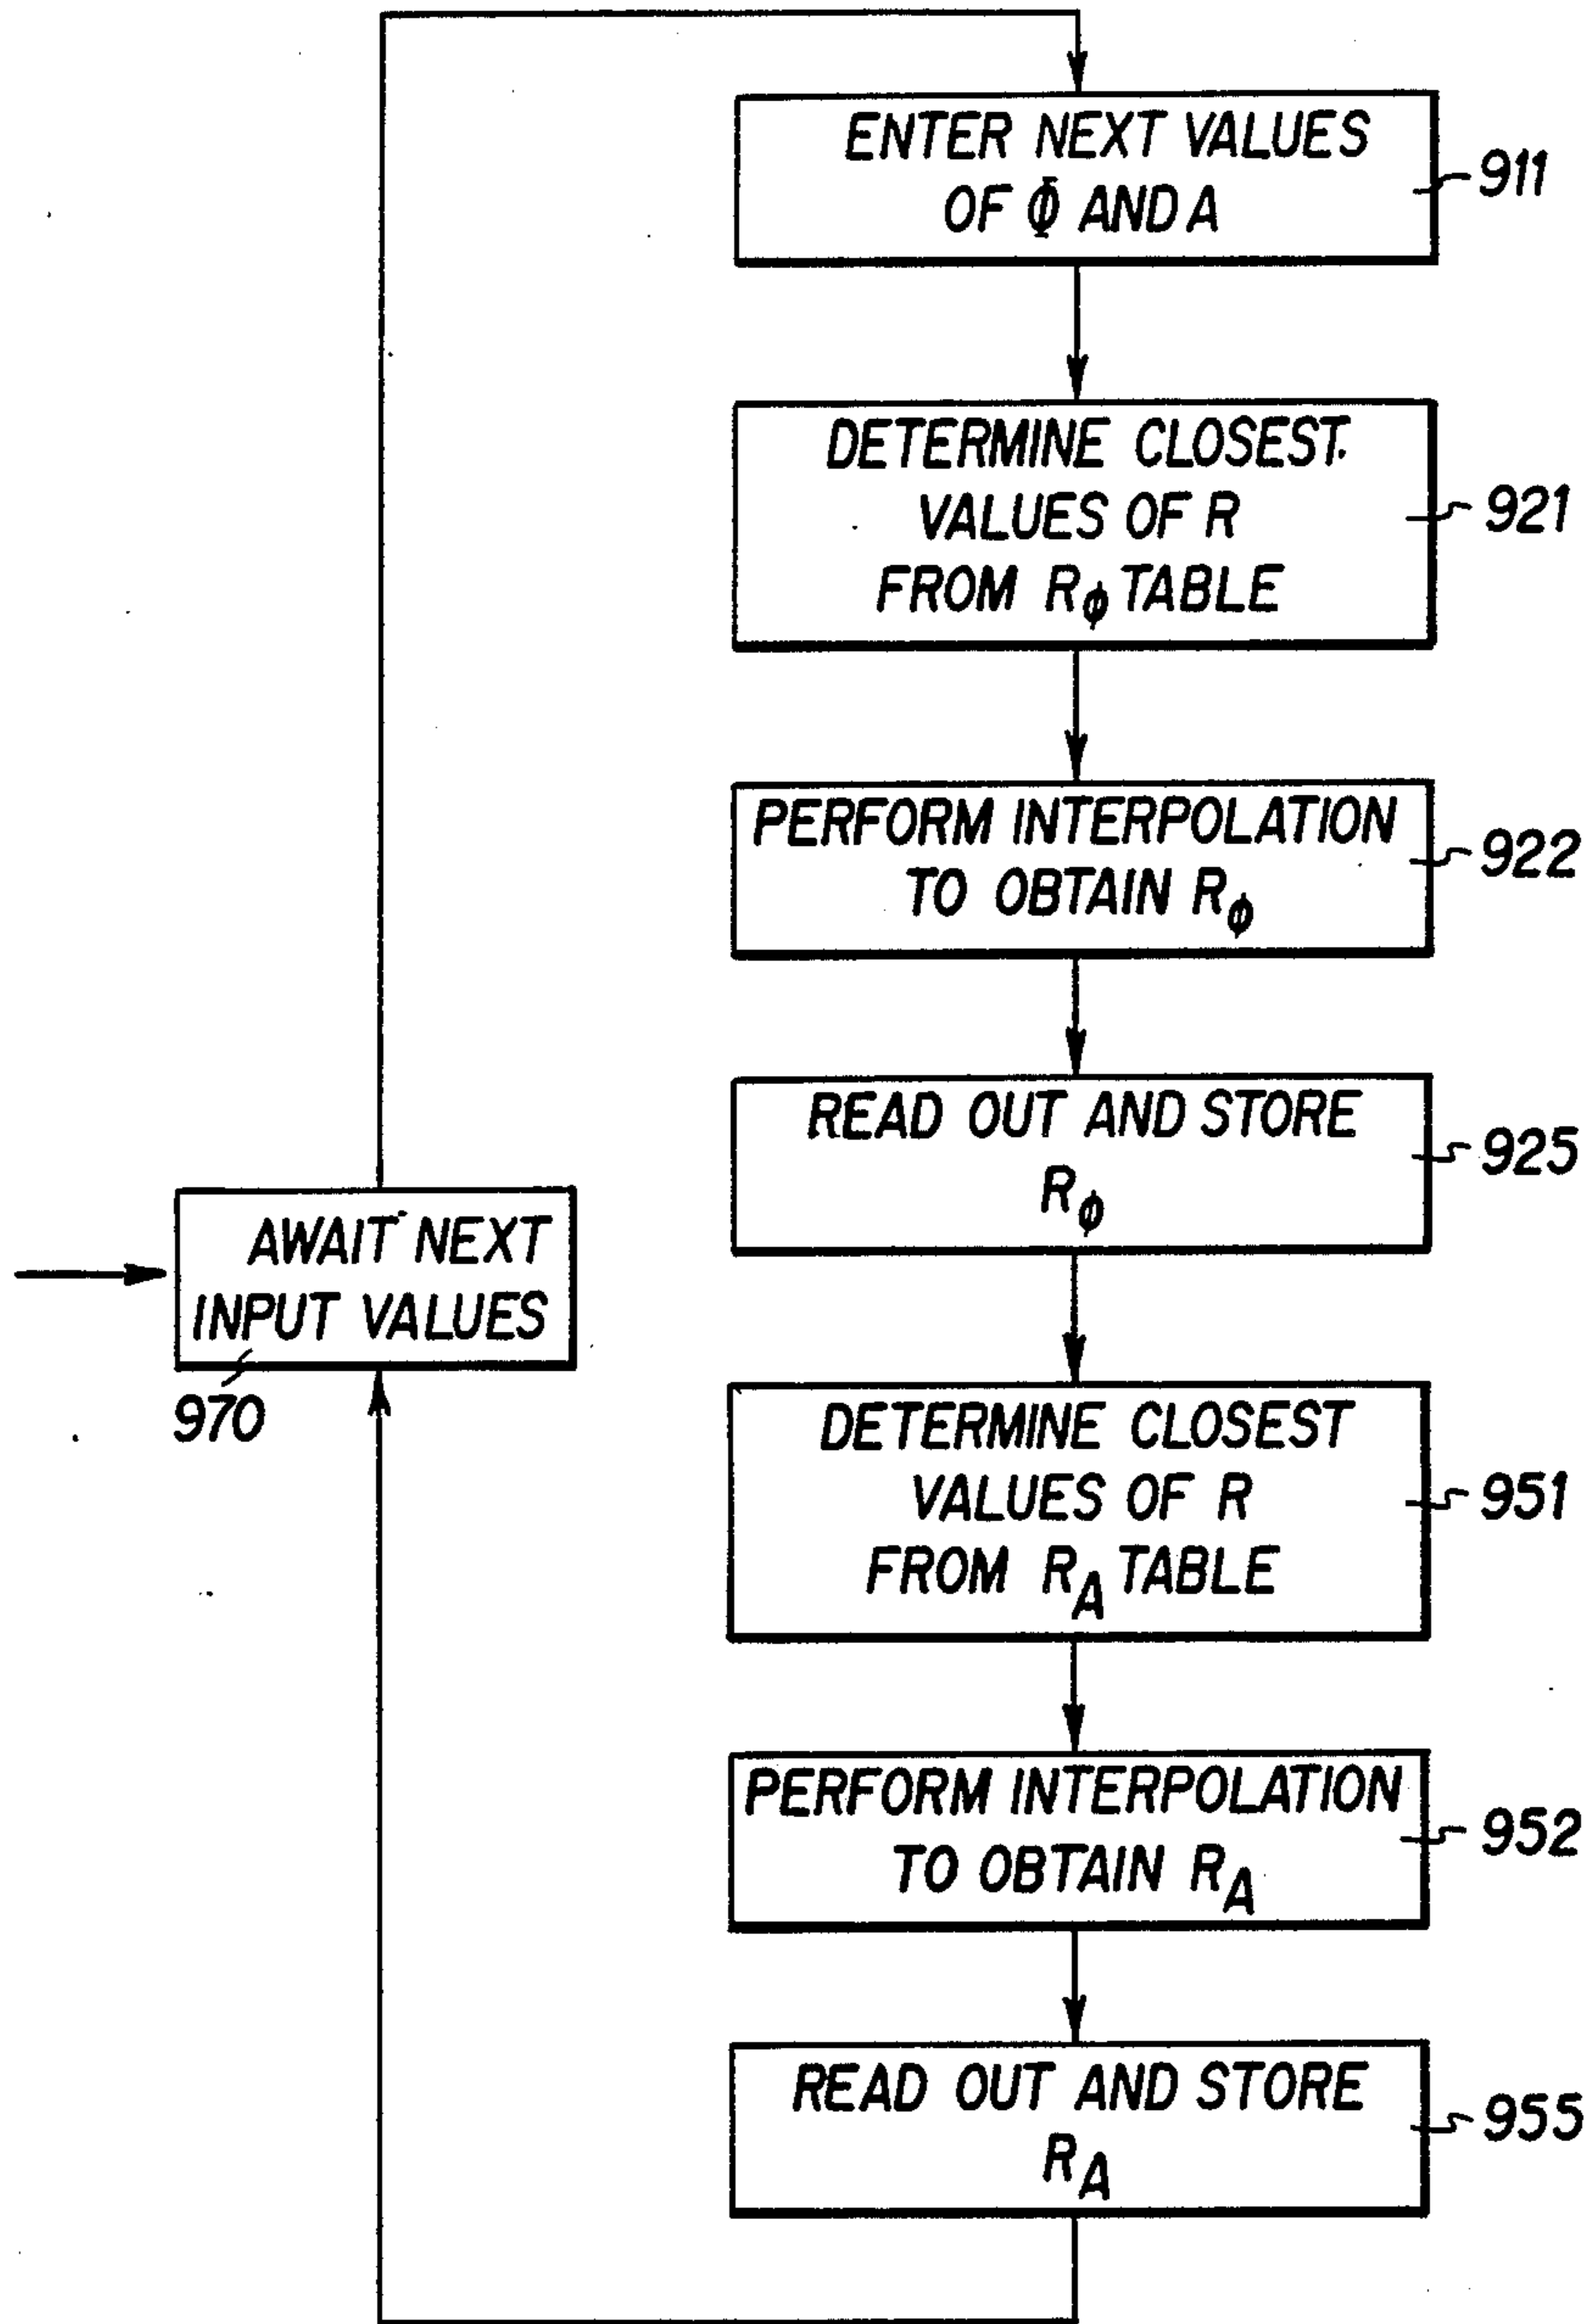 ENTER NEXT VALUES
OF Φ AND A
911
DETERMINE CLOSEST
VALUES OF R
FROM Rϕ TABLE
921
PERFORM INTERPOLATION
TO OBTAIN Rϕ
922
READ OUT AND STORE
Rϕ
925
AWAIT NEXT
INPUT VALUES
970
DETERMINE CLOSEST
VALUES OF R
FROM RA TABLE
951
PERFORM INTERPOLATION
TO OBTAIN RA
952
READ OUT AND STORE
RA
955